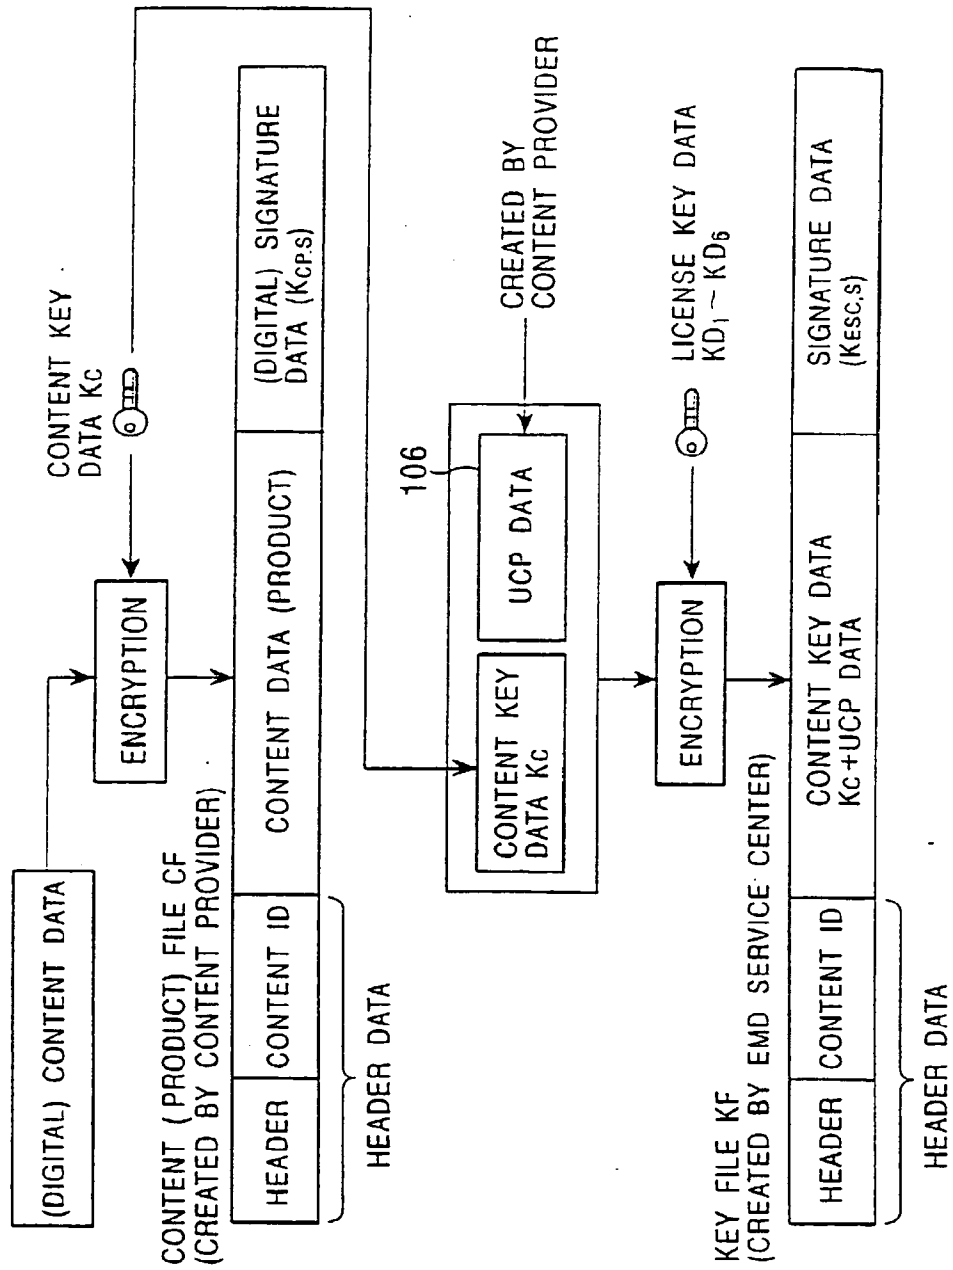 (DIGITAL) CONTENT DATA
CONTENT KEY
DATA Kc
ENCRYPTION
CONTENT (PRODUCT) FILE CF
(CREATED BY CONTENT PROVIDER)
HEADER
CONTENT ID
CONTENT DATA (PRODUCT)
(DIGITAL) SIGNATURE
DATA (KCP,S)
HEADER DATA
106
CONTENT KEY
DATA Kc
UCP DATA
CREATED BY
CONTENT PROVIDER
ENCRYPTION
LICENSE KEY DATA
KD1~KD6
KEY FILE KF
(CREATED BY EMD SERVICE CENTER)
HEADER
CONTENT ID
CONTENT KEY DATA
Kc+UCP DATA
SIGNATURE DATA
(KESC,S)
HEADER DATA